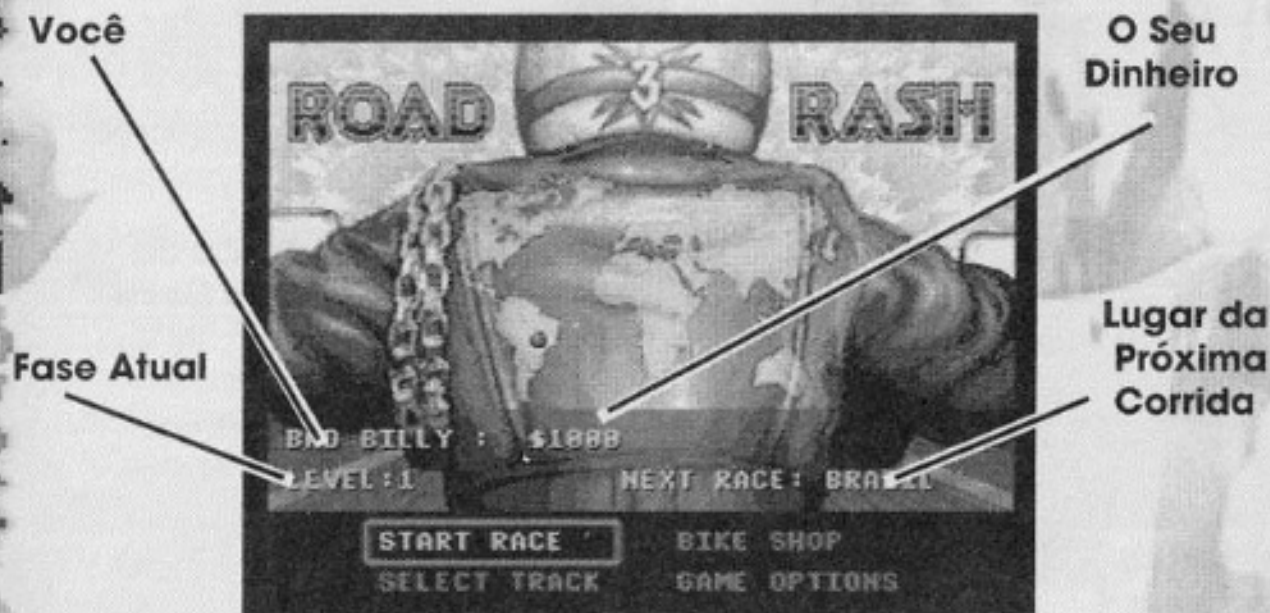 Você
O Seu
Dinheiro
ROAD 3 RASH
Fase Atual
Lugar da
Próxima
Corrida
BAD BILLY : $1000
LEVEL:1 NEXT RACE: BRAZIL
START RACE BIKE SHOP
SELECT TRACK GAME OPTIONS